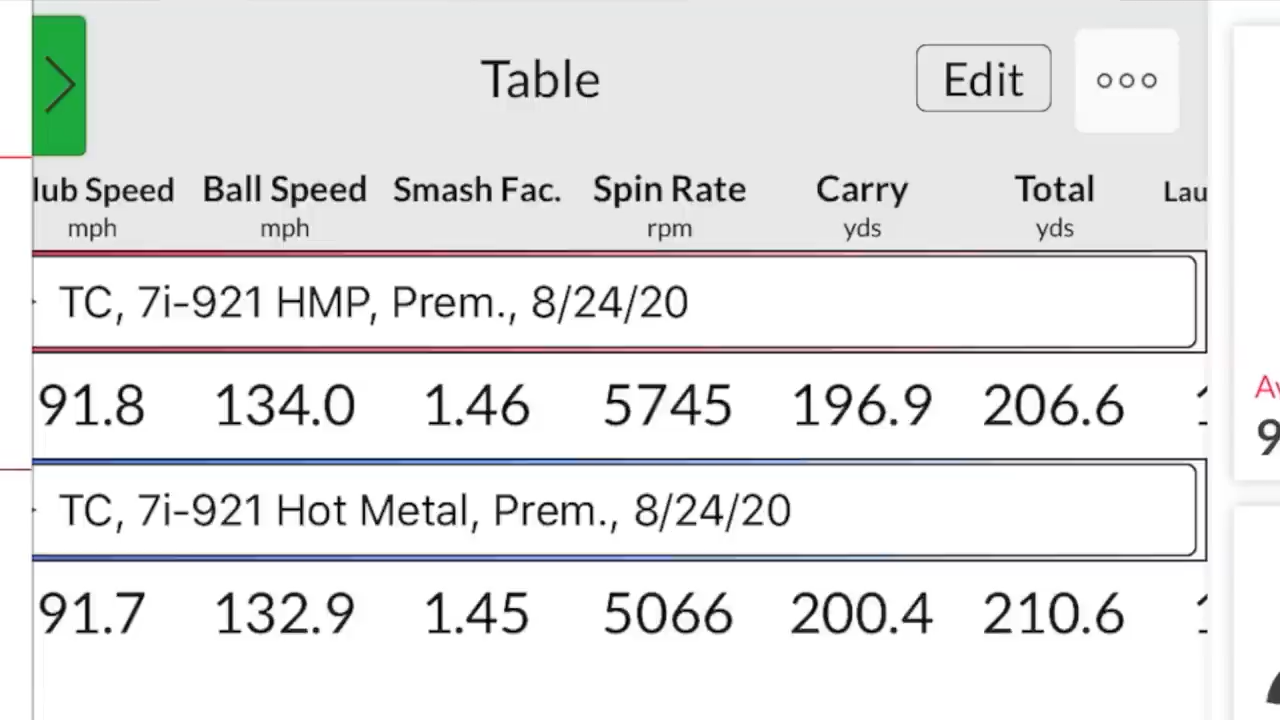 Table Edit
lub Speed Ball Speed Smash Fac. Spin Rate Carry Total Lau
mph mph rpm yds yds
TC, 7i-921 HMP, Prem., 8/24/20
91.8 134.0 1.46 5745 196.9 206.6
TC, 7i-921 Hot Metal, Prem., 8/24/20
91.7 132.9 1.45 5066 200.4 210.6